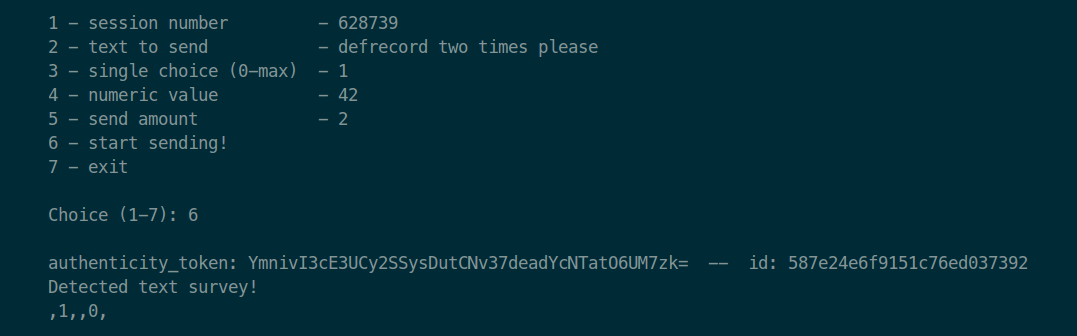 1 - session number         - 628739
2 - text to send           - defrecord two times please
3 - single choice (0-max)  - 1
4 - numeric value          - 42
5 - send amount            - 2
6 - start sending!
7 - exit
Choice (1-7): 6
authenticity_token: YmnivI3cE3UCy2SSysDutCNv37deadYcNTatO6UM7zk=  --  id: 587e24e6f9151c76ed037392
Detected text survey!
,1,,0,